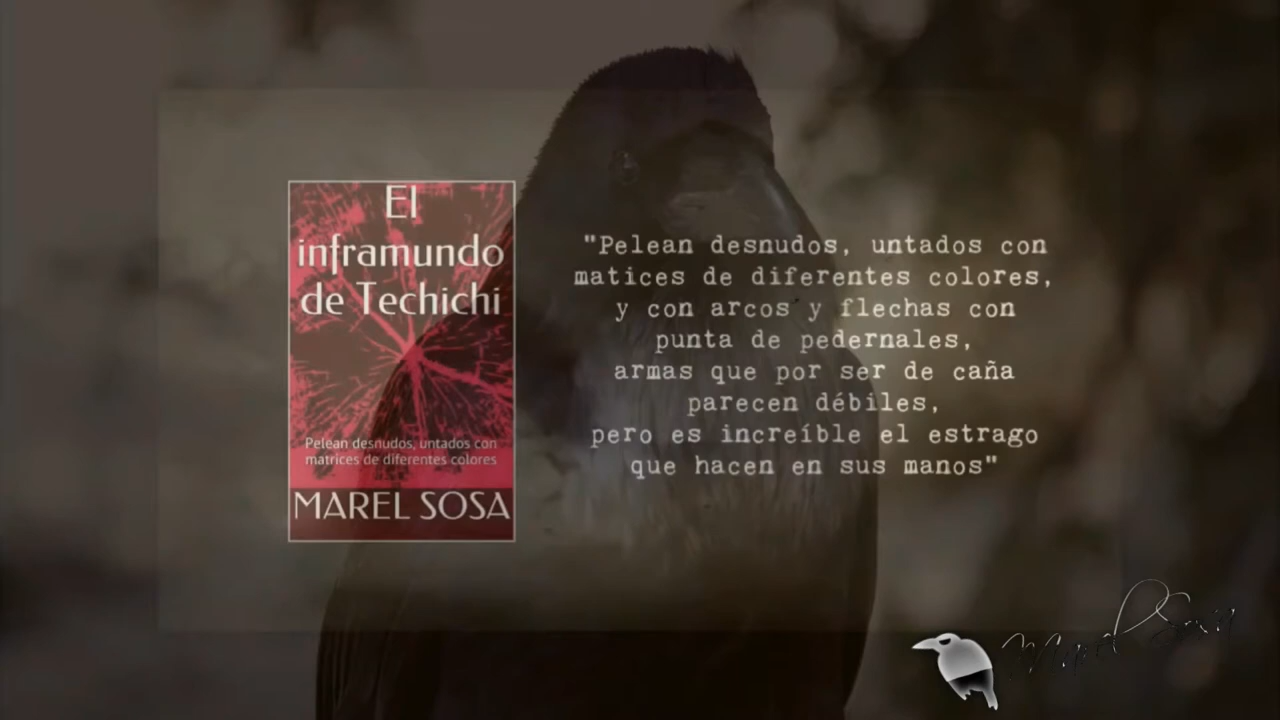 El
inframundo
de Techichi
Pelean desnudos, untados con
matrices de diferentes colores
MAREL SOSA
"Pelean desnudos, untados con
matices de diferentes colores,
y con arcos y flechas con
punta de pedernales,
armas que por ser de caña
parecen débiles,
pero es increíble el estrago
que hacen en sus manos"
Marel Sosa